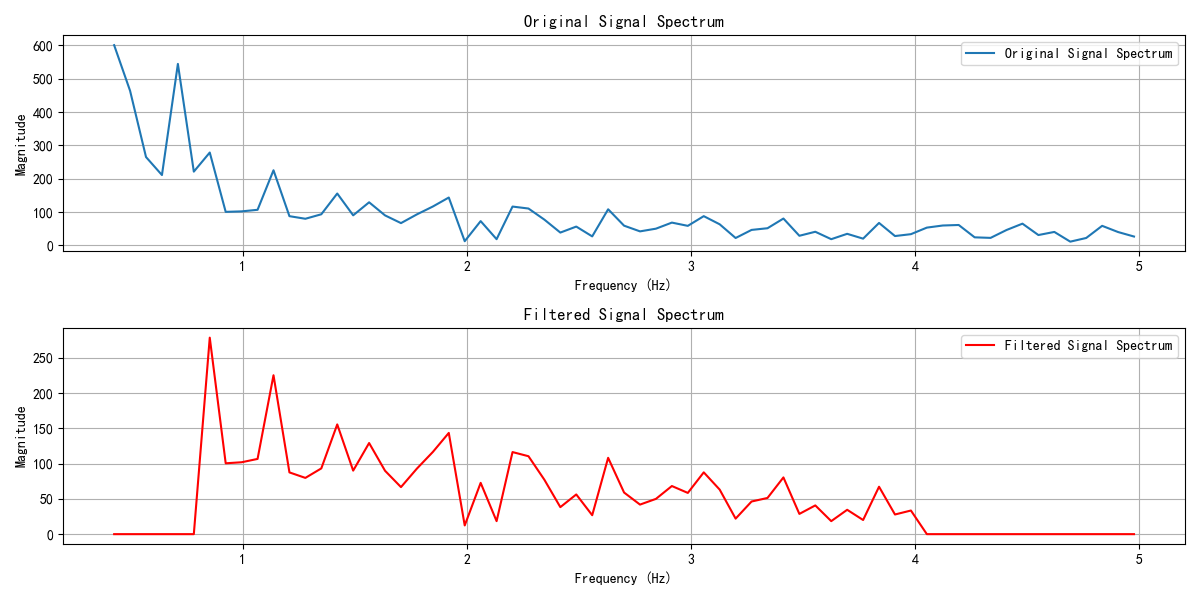 Original Signal Spectrum
600
500
400
300
200
100
0
Magnitude
Original Signal Spectrum
1
2
3
4
5
Frequency (Hz)
Filtered Signal Spectrum
250
200
150
100
50
0
Magnitude
Filtered Signal Spectrum
1
2
3
4
5
Frequency (Hz)